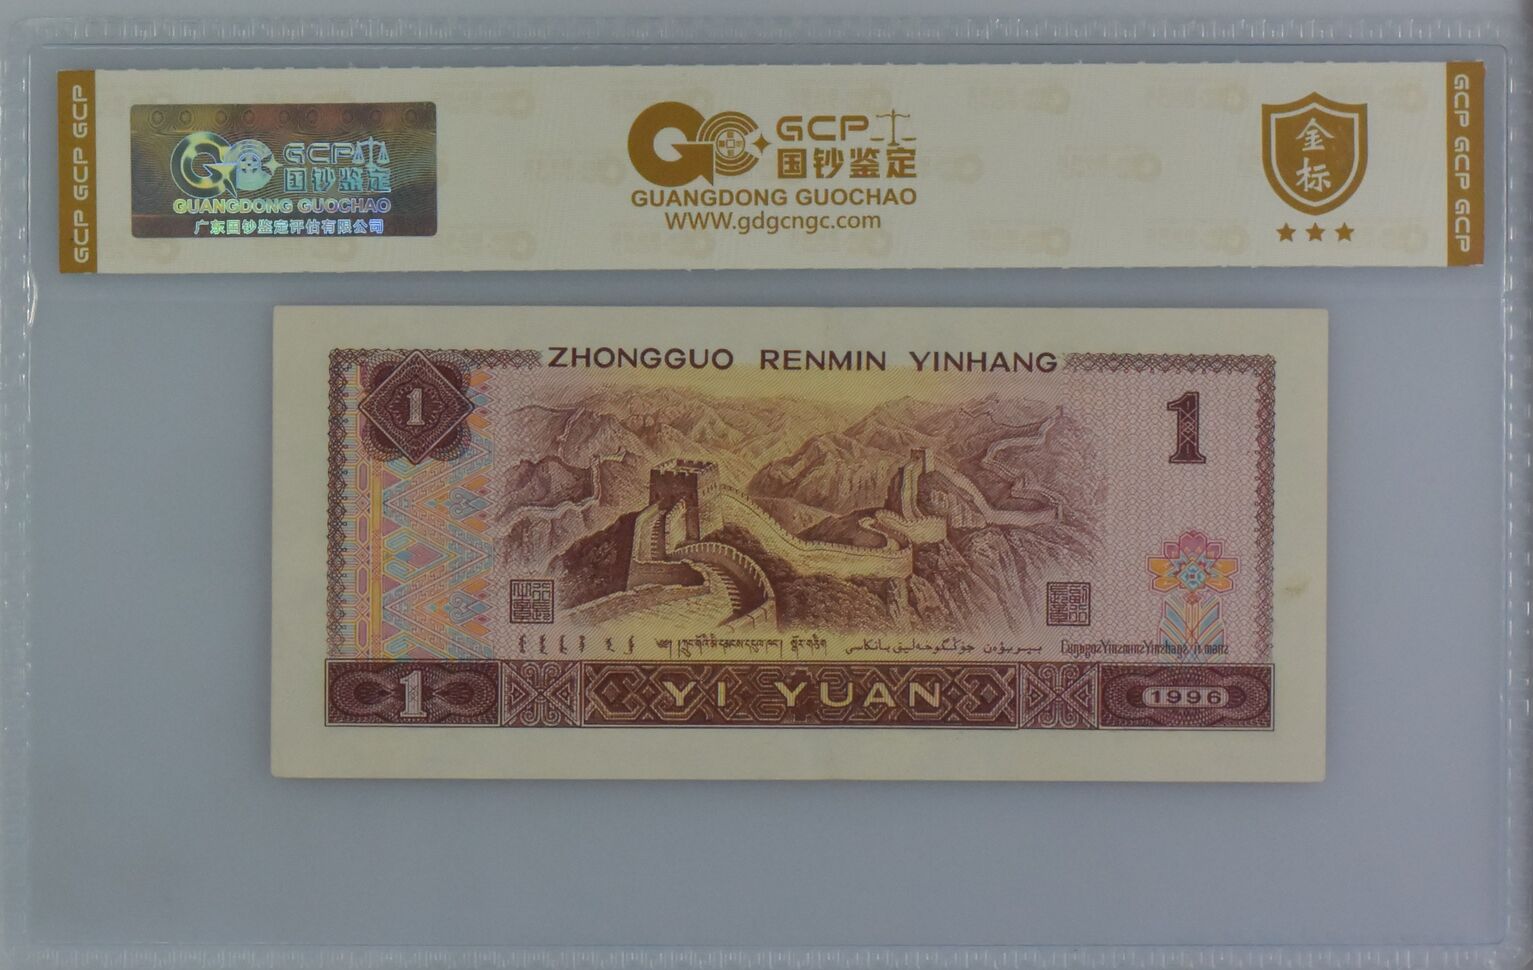 GCP GCP GCP
GCP
国钞鉴定
GUANGDONG GUOCHAO
广东国钞鉴定评估有限公司
GCP
国钞鉴定
GUANGDONG GUOCHAO
WWW.gdgcngc.com
金
标
GCP GCP GCP
ZHONGGUO RENMIN YINHANG
1
1
1
YI YUAN
1996